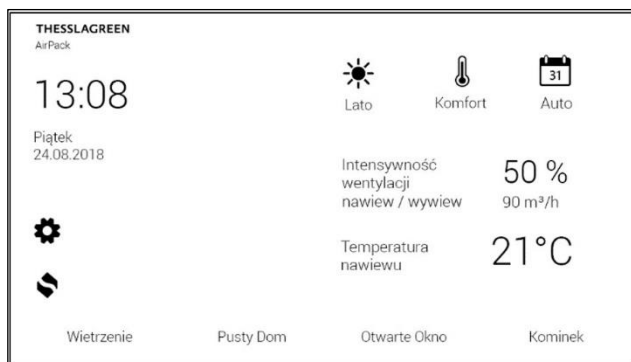 THESSLAGREEN
AirPack
13:08
Piątek
24.08.2018
31
Lato
Komfort
Auto
Intensywność
wentylacji
nawiew / wywiew
50 %
90 m³/h
Temperatura
nawiewu
21°C
Wietrzenie
Pusty Dom
Otwarte Okno
Kominek